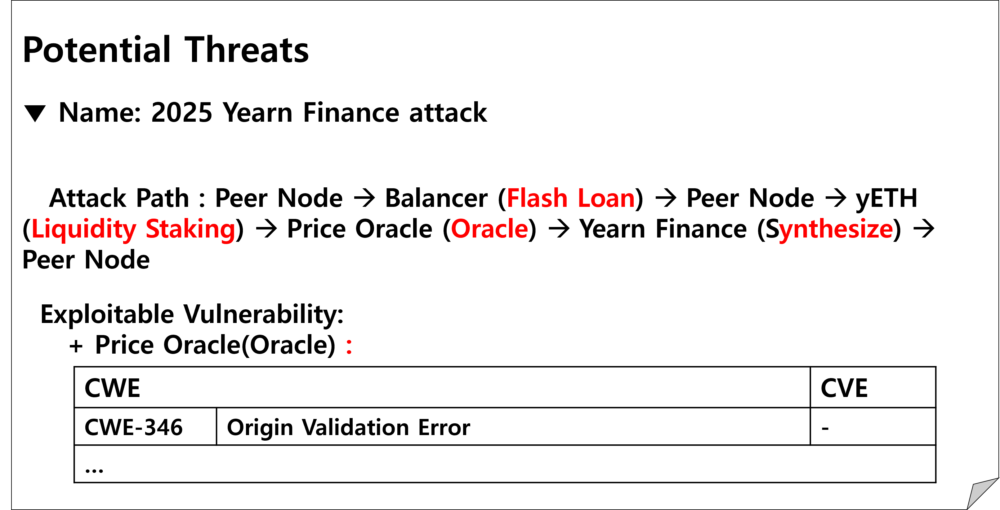 Potential Threats
▼ Name: 2025 Yearn Finance attack
Attack Path : Peer Node → Balancer (Flash Loan) → Peer Node → yETH
(Liquidity Staking) → Price Oracle (Oracle) → Yearn Finance (Synthesize) →
Peer Node
Exploitable Vulnerability:
+ Price Oracle(Oracle) :
CWE CVE
CWE-346 Origin Validation Error -
...